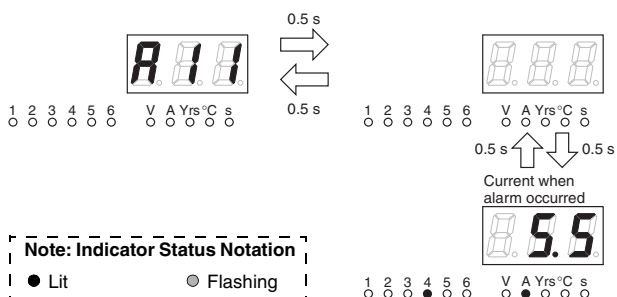 0.5 s
A11
0.5 s
1 2 3 4 5 6 V A Yrs °C s
1 2 3 4 5 6 V A Yrs °C s
0.5 s 0.5 s
Current when
alarm occurred
5.5
Note: Indicator Status Notation
Lit Flashing
1 2 3 4 5 6 V A Yrs °C s